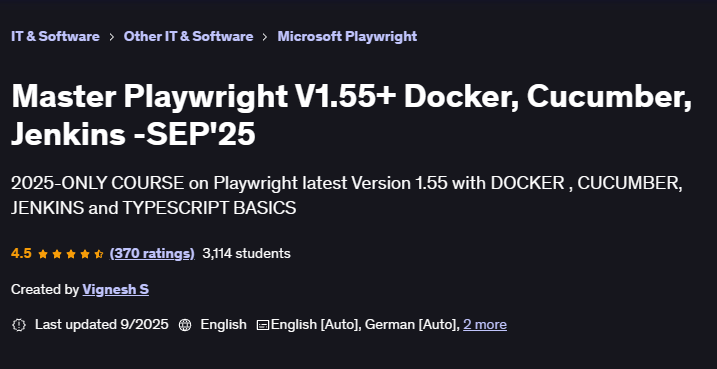 IT & Software > Other IT & Software > Microsoft Playwright
Master Playwright V1.55+ Docker, Cucumber,
Jenkins -SEP'25
2025-ONLY COURSE on Playwright latest Version 1.55 with DOCKER , CUCUMBER,
JENKINS and TYPESCRIPT BASICS
4.5 (370 ratings) 3,114 students
Created by Vignesh S
Last updated 9/2025 English English [Auto], German [Auto], 2 more